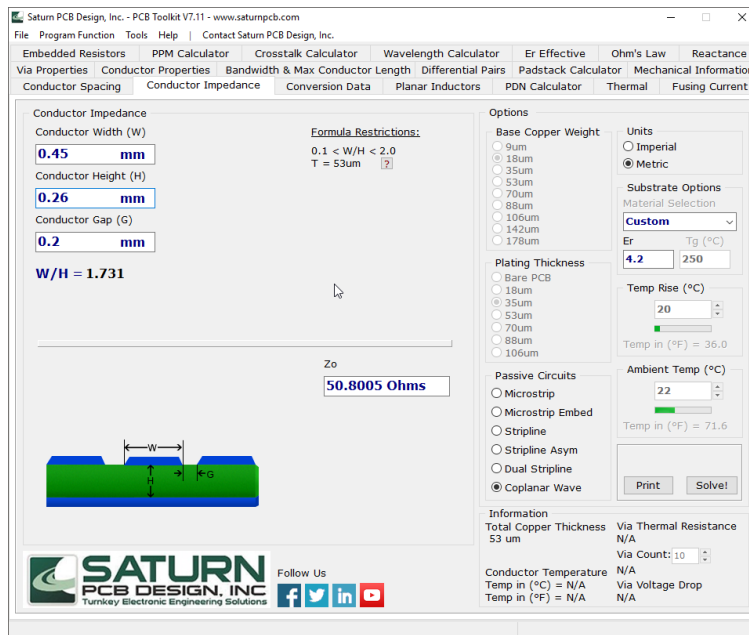 Saturn PCB Design, Inc. - PCB Toolkit V7.11 - www.saturnpcb.com
File Program Function Tools Help | Contact Saturn PCB Design, Inc.
Embedded Resistors PPM Calculator Crosstalk Calculator Wavelength Calculator Er Effective Ohm's Law Reactance
Via Properties Conductor Properties Bandwidth & Max Conductor Length Differential Pairs Padstack Calculator Mechanical Information
Conductor Spacing Conductor Impedance Conversion Data Planar Inductors PDN Calculator Thermal Fusing Current
Conductor Impedance
Conductor Width (W)
0.45 mm
Conductor Height (H)
0.26 mm
Conductor Gap (G)
0.2 mm
W/H = 1.731
Formula Restrictions:
0.1 < W/H < 2.0
T = 53um ?
Zo
50.8005 Ohms
W
H
G
SATURN
PCB DESIGN, INC
Turnkey Electronic Engineering Solutions
Follow Us
Options
Base Copper Weight
9um
18um
35um
53um
70um
88um
106um
142um
178um
Plating Thickness
Bare PCB
18um
35um
53um
70um
88um
106um
Passive Circuits
Microstrip
Microstrip Embed
Stripline
Stripline Asym
Dual Stripline
Coplanar Wave
Units
Imperial
Metric
Substrate Options
Material Selection
Custom
Er Tg (°C)
4.2 250
Temp Rise (°C)
20
Temp in (°F) = 36.0
Ambient Temp (°C)
22
Temp in (°F) = 71.6
Print Solve!
Information
Total Copper Thickness
53 um
Conductor Temperature
Temp in (°C) = N/A
Temp in (°F) = N/A
Via Thermal Resistance
N/A
Via Count: 10
N/A
Via Voltage Drop
N/A